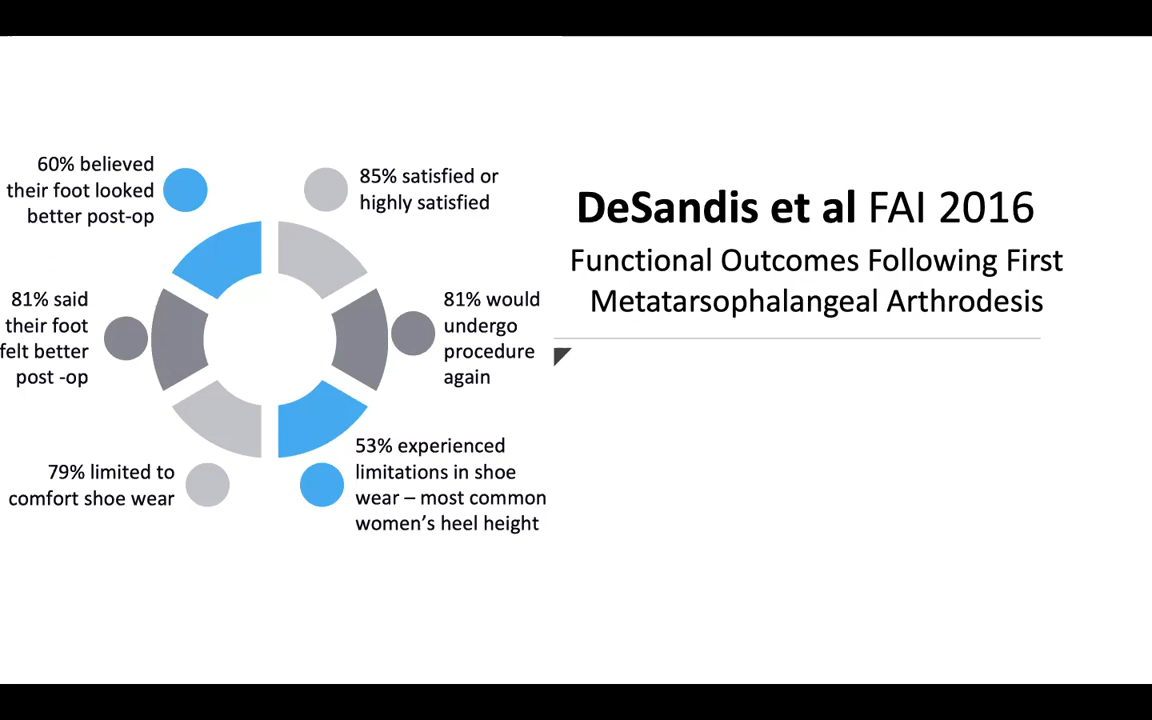 60% believed
their foot looked
better post-op
85% satisfied or
highly satisfied
81% said
their foot
felt better
post -op
81% would
undergo
procedure
again
79% limited to
comfort shoe wear
53% experienced
limitations in shoe
wear – most common
women's heel height
DeSandis et al FAI 2016
Functional Outcomes Following First
Metatarsophalangeal Arthrodesis